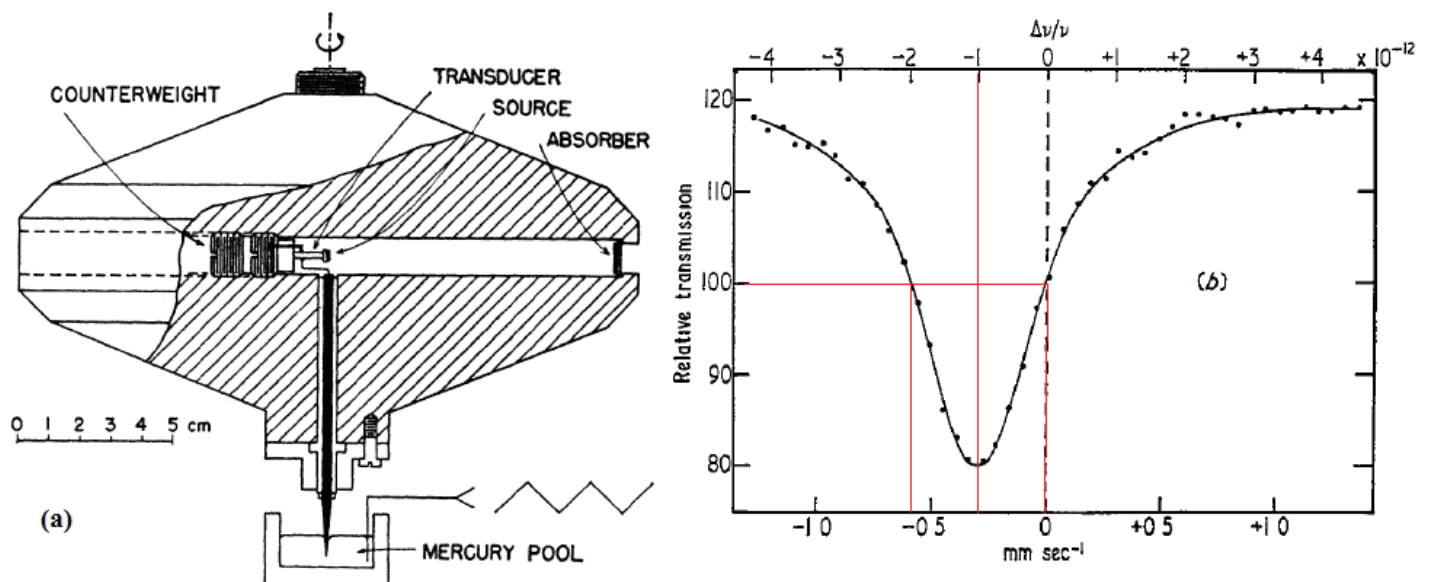 COUNTERWEIGHT
TRANSDUCER
SOURCE
ABSORBER
0 1 2 3 4 5 cm
(a)
MERCURY POOL
Δν/ν
-4 -3 -2 -1 0 +1 +2 +3 +4 x 10⁻¹²
Relative transmission
120
110
100
90
80
(b)
-1 0 -0 5 0 +0 5 +1 0
mm sec⁻¹